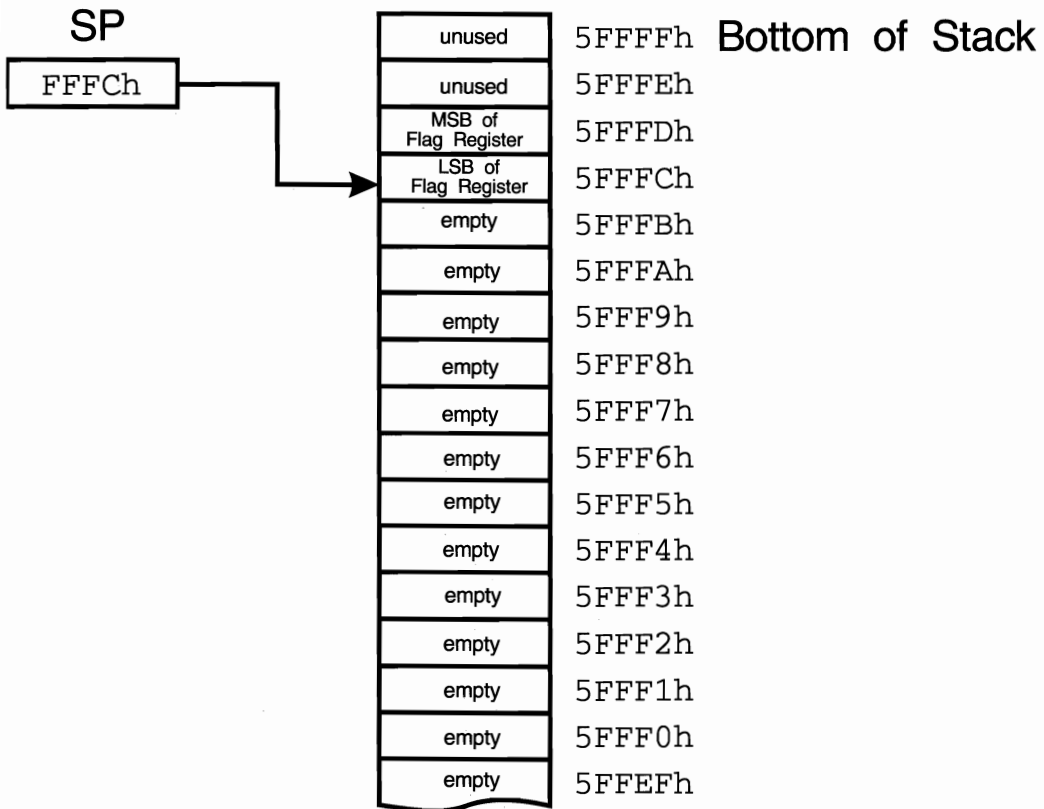 SP
FFFCh
unused 5FFFFh Bottom of Stack
unused 5FFFEh
MSB of
Flag Register 5FFFDh
LSB of
Flag Register 5FFFCh
empty 5FFFBh
empty 5FFFAh
empty 5FFF9h
empty 5FFF8h
empty 5FFF7h
empty 5FFF6h
empty 5FFF5h
empty 5FFF4h
empty 5FFF3h
empty 5FFF2h
empty 5FFF1h
empty 5FFF0h
empty 5FFEFh